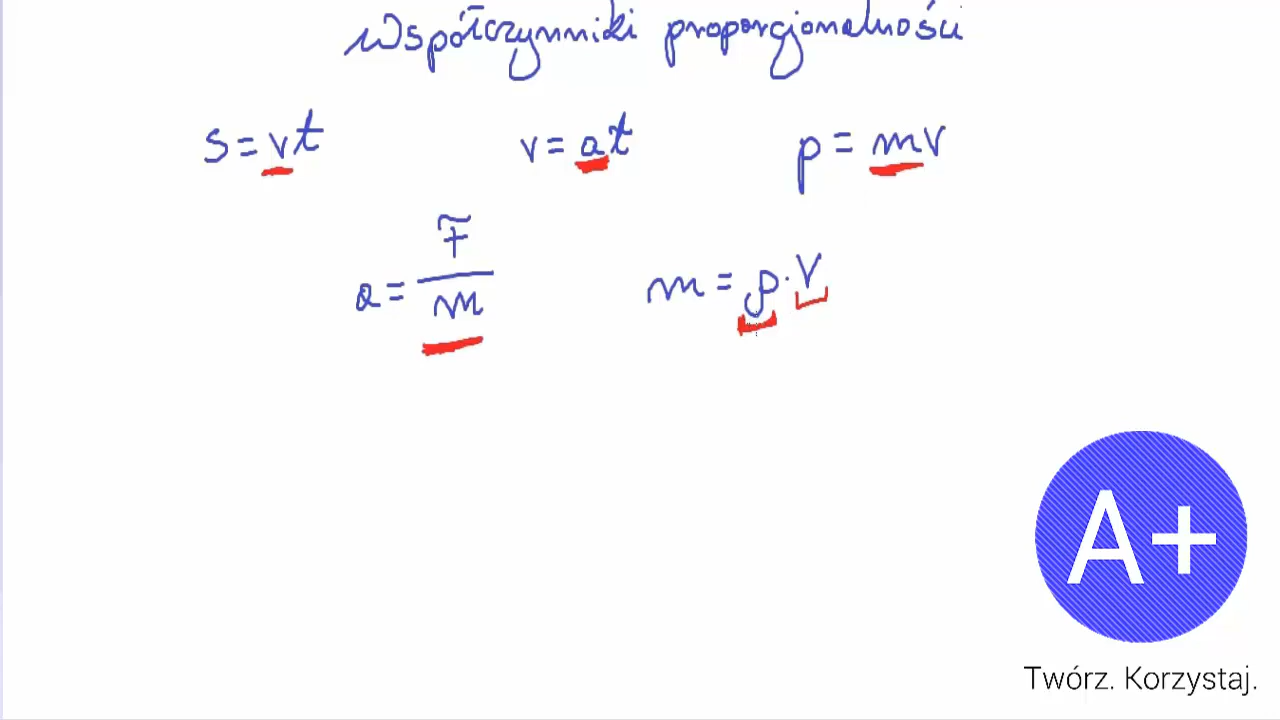 Współczynniki proporcjonalności
s = vt v = at p = mv
a = F/m m = ρ · V
A+
Twórz. Korzystaj.